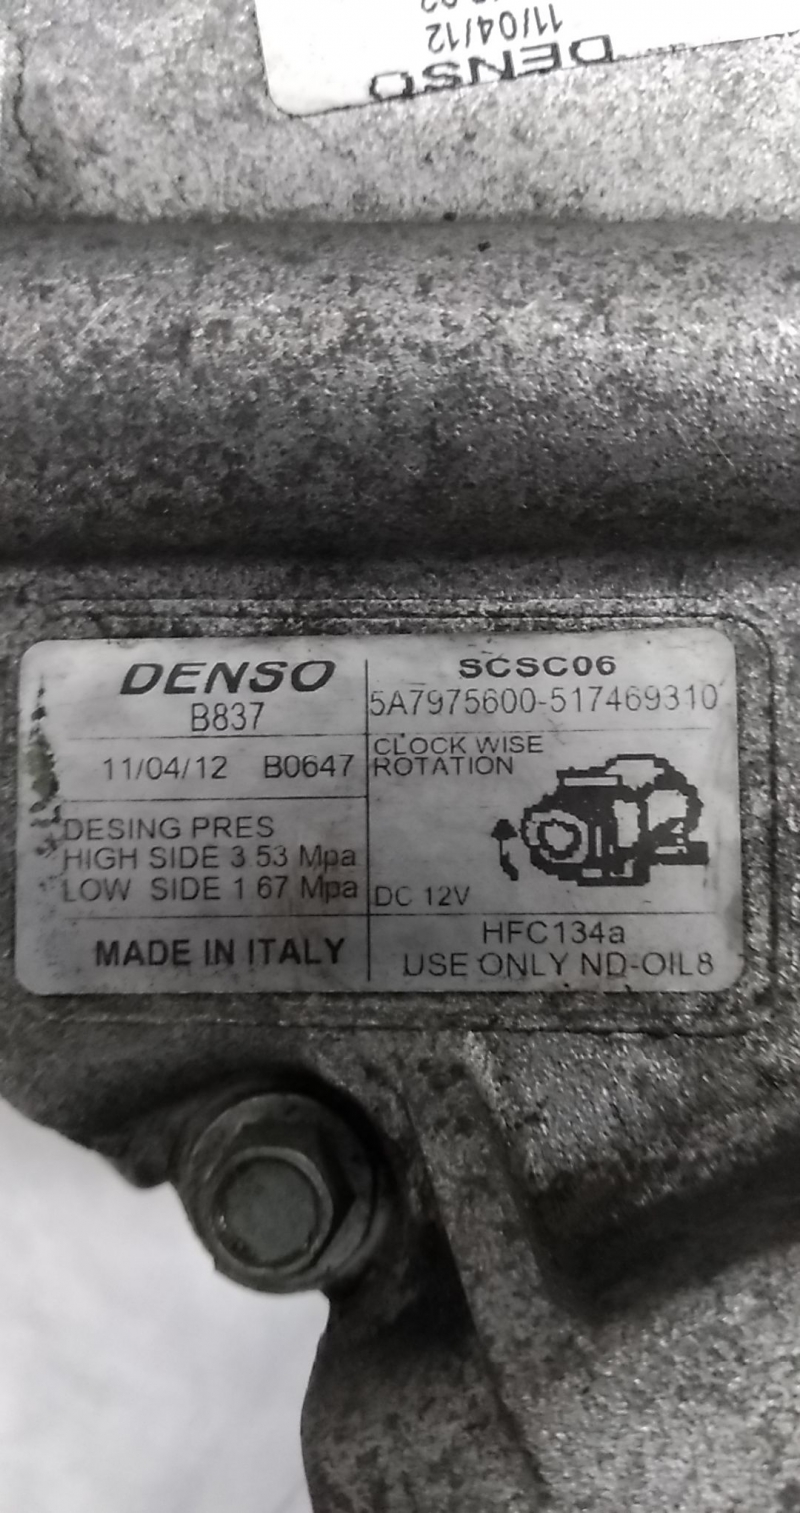 11/04/12
DENSO
DENSO
B837
11/04/12 B0647
DESING PRES
HIGH SIDE 3 53 Mpa
LOW SIDE 1 67 Mpa
MADE IN ITALY
SCSC06
5A7975600-517469310
CLOCK WISE
ROTATION
DC 12V
HFC134a
USE ONLY ND-OIL8